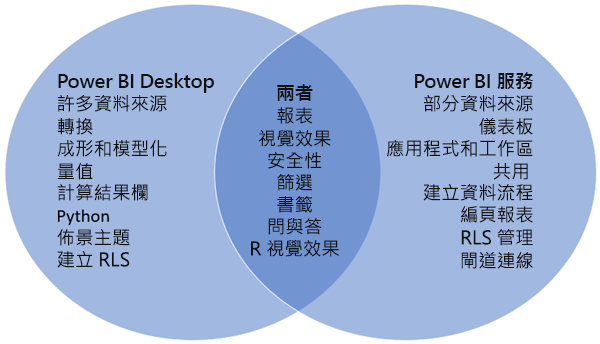 Power BI Desktop
許多資料來源
轉換
成形和模型化
量值
計算結果欄
Python
佈景主題
建立 RLS
兩者
報表
視覺效果
安全性
篩選
書籤
問與答
R 視覺效果
Power BI 服務
部分資料來源
儀表板
應用程式和工作區
共用
建立資料流程
編頁報表
RLS 管理
閘道連線